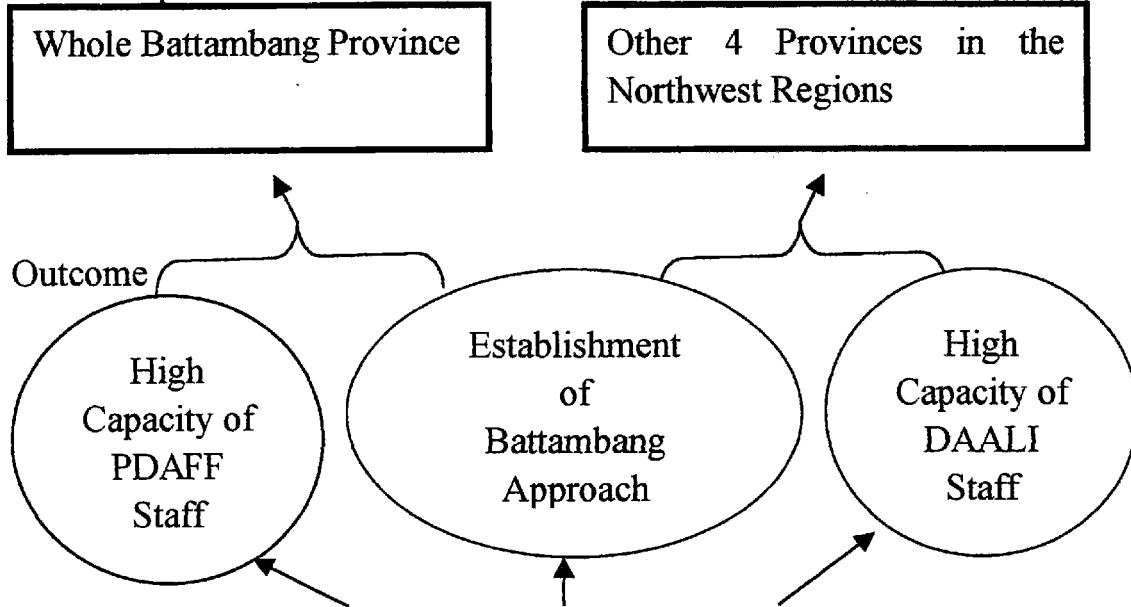 Whole Battambang Province
Other 4 Provinces in the
Northwest Regions
Outcome
High
Capacity of
PDAFF
Staff
Establishment
of
Battambang
Approach
High
Capacity of
DAALI
Staff